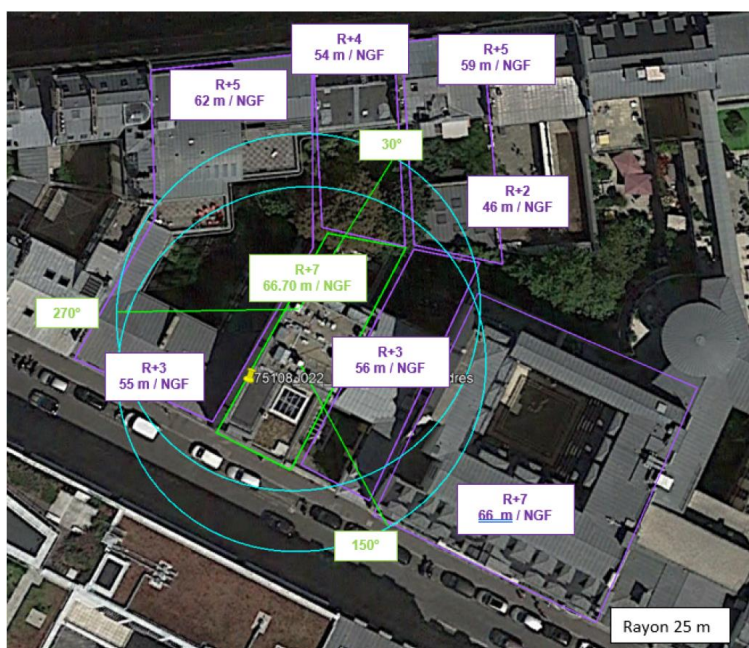 R+4
54 m / NGF
R+5
59 m / NGF
R+5
62 m / NGF
30°
R+2
46 m / NGF
R+7
66.70 m / NGF
270°
R+3
56 m / NGF
R+3
55 m / NGF
dres
R+7
66 m / NGF
150°
Rayon 25 m